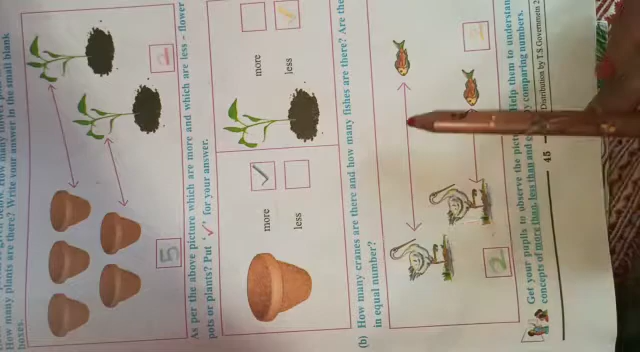 How many plants are there? Write your answer in the small blank
boxes.
2
5
As per the above picture which are more and which are less - flower
pots or plants? Put '✓' for your answer.
more
less
more
less
(b) How many cranes are there and how many fishes are there? Are the
in equal number?
2
2
Get your pupils to observe the pict Help them to understan
concepts of more than, less than and e by comparing numbers.
45
Distribution by T.S.Government 2